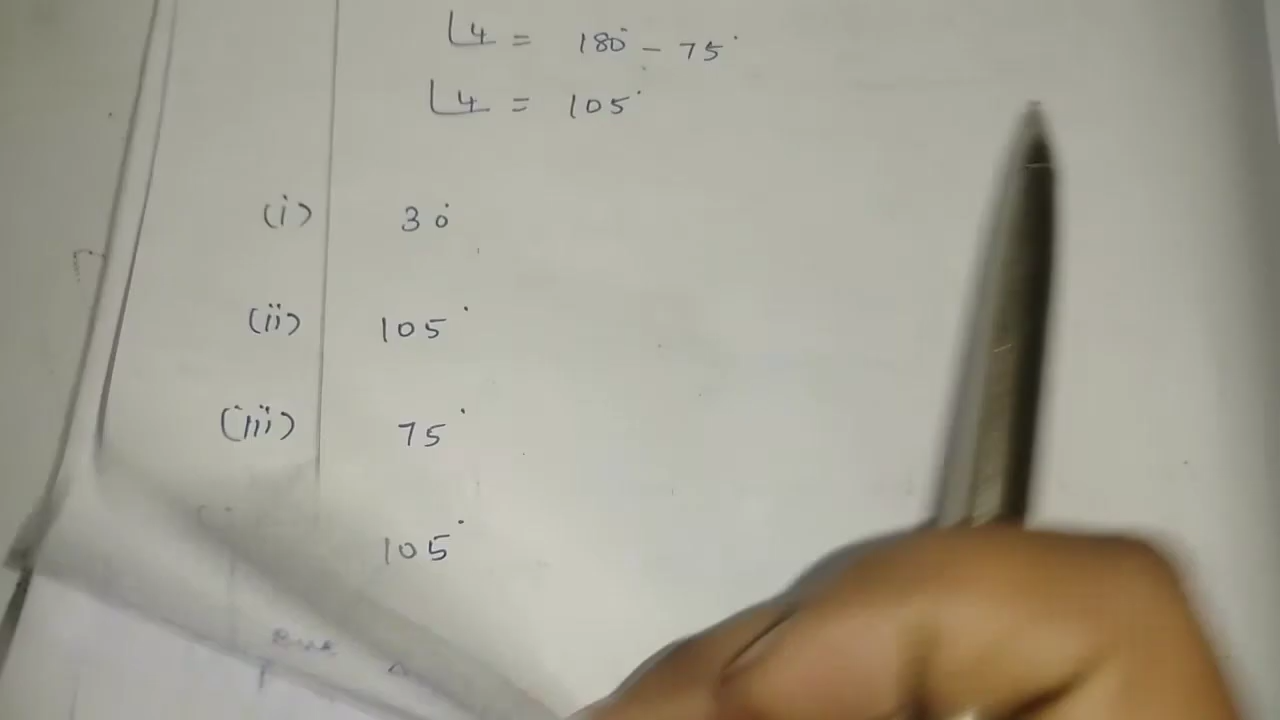 ∠4 = 180° - 75°
∠4 = 105°
(i) 30°
(ii) 105°
(iii) 75°
105°